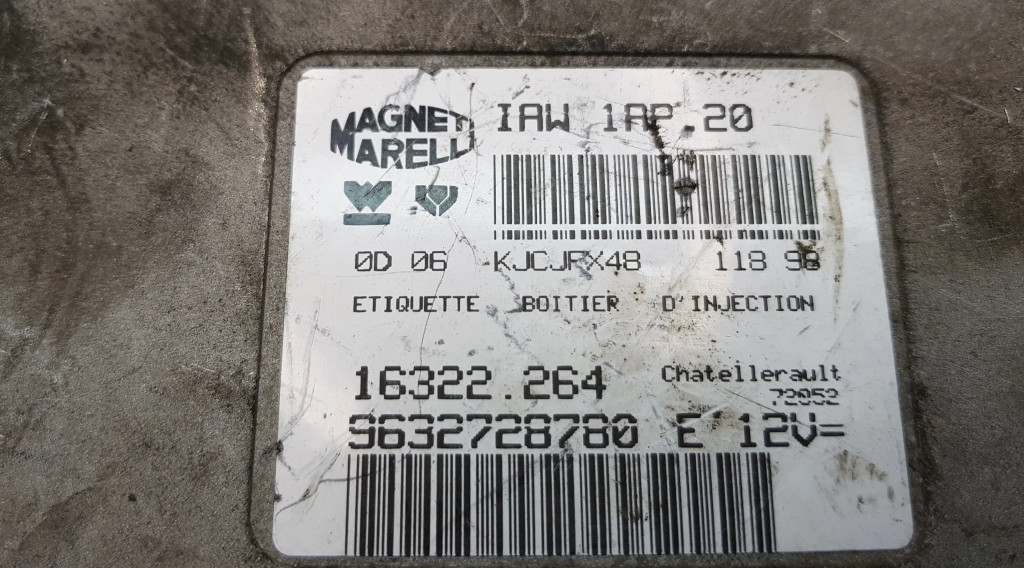 MAGNETI
MARELLI
IAW 1AP.20
0D 06 KJCJFX48 118 98
ETIQUETTE BOITIER D'INJECTION
16322.264 Chatellerault
72052
9632728780 E 12V=